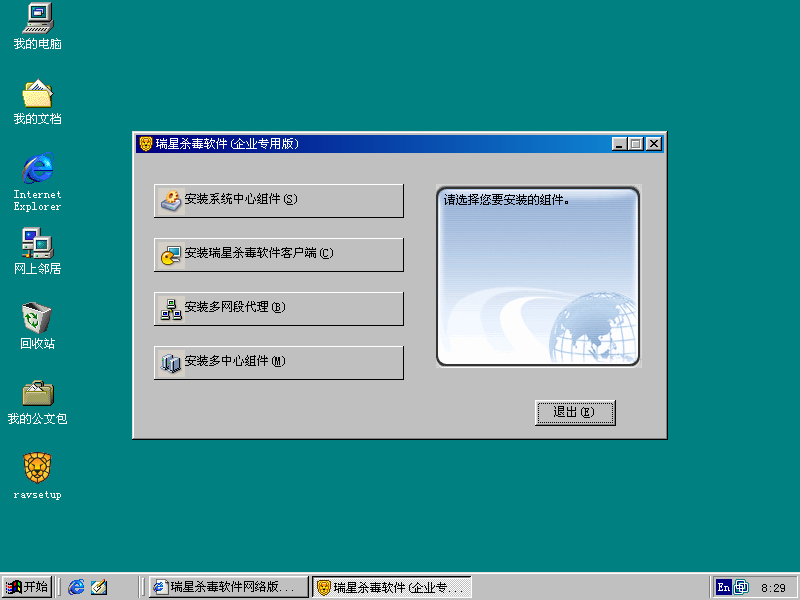 我的电脑
我的文档
Internet
Explorer
网上邻居
回收站
我的公文包
ravsetup
瑞星杀毒软件(企业专用版)
安装系统中心组件(S)
安装瑞星杀毒软件客户端(C)
安装多网段代理(B)
安装多中心组件(M)
请选择您要安装的组件。
退出(E)
开始
瑞星杀毒软件网络版...
瑞星杀毒软件(企业专...
En
8:29